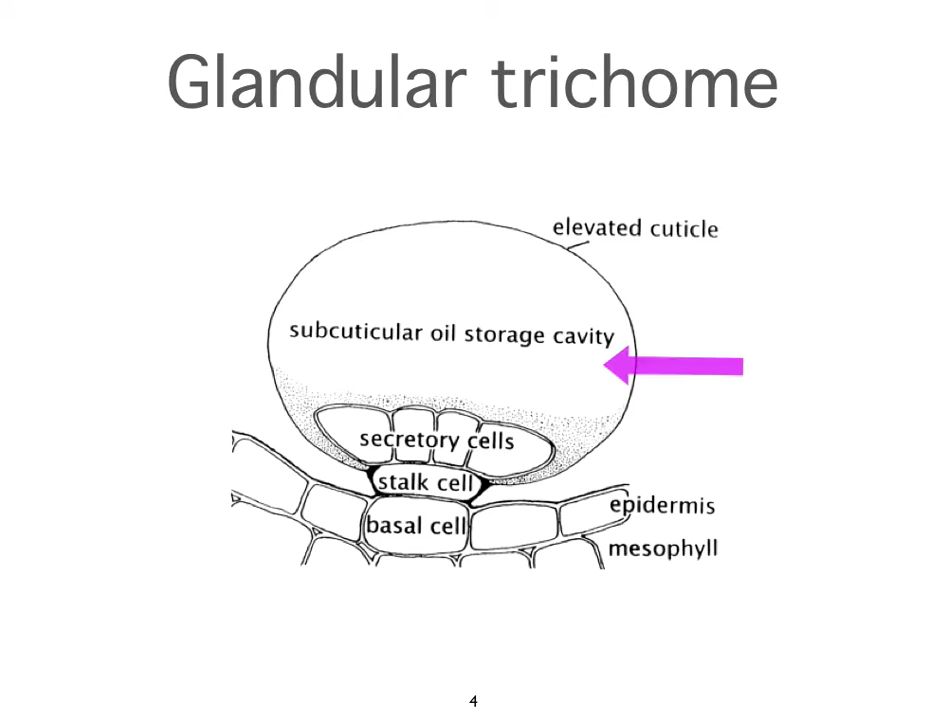 Glandular trichome
elevated cuticle
subcuticular oil storage cavity
secretory cells
stalk cell
basal cell
epidermis
mesophyll
4